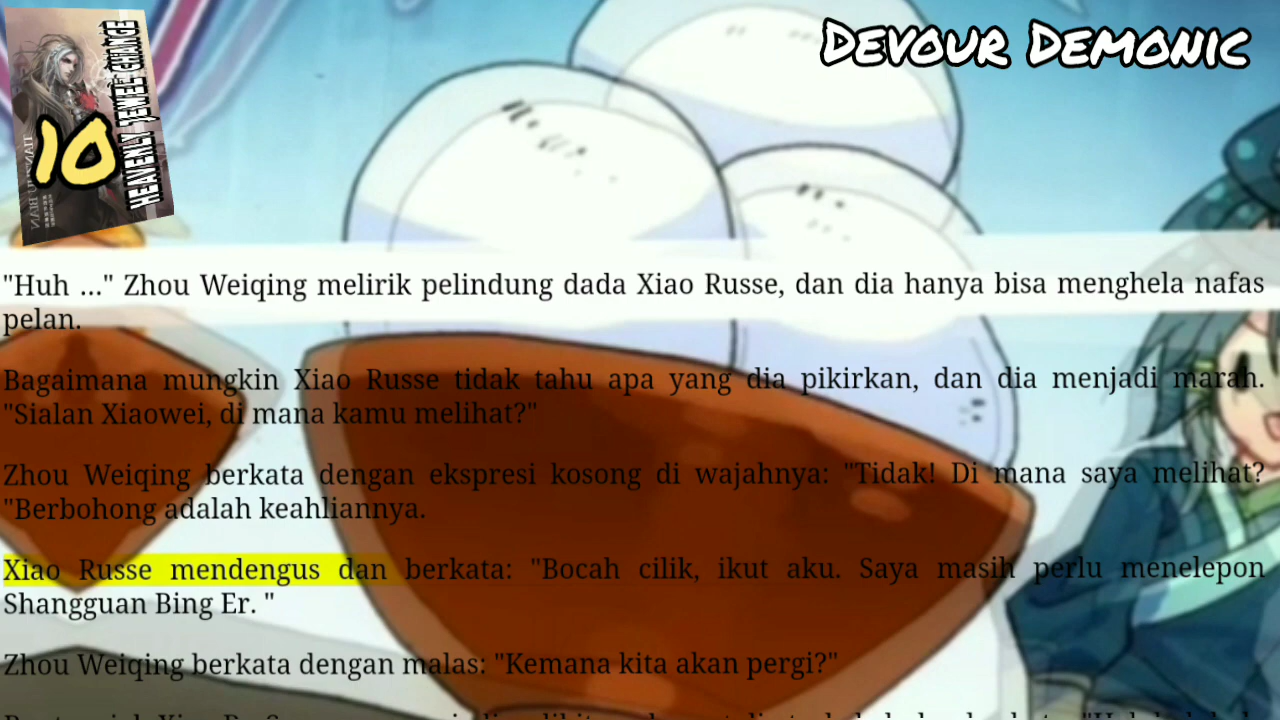 DEVOUR DEMONIC
HEAVENLY JEWEL CHANGE
10
"Huh ..." Zhou Weiqing melirik pelindung dada Xiao Russe, dan dia hanya bisa menghela nafas
pelan.
Bagaimana mungkin Xiao Russe tidak tahu apa yang dia pikirkan, dan dia menjadi marah.
"Sialan Xiaowei, di mana kamu melihat?"
Zhou Weiqing berkata dengan ekspresi kosong di wajahnya: "Tidak! Di mana saya melihat?
"Berbohong adalah keahliannya.
Xiao Russe mendengus dan berkata: "Bocah cilik, ikut aku. Saya masih perlu menelepon
Shangguan Bing Er. "
Zhou Weiqing berkata dengan malas: "Kemana kita akan pergi?"